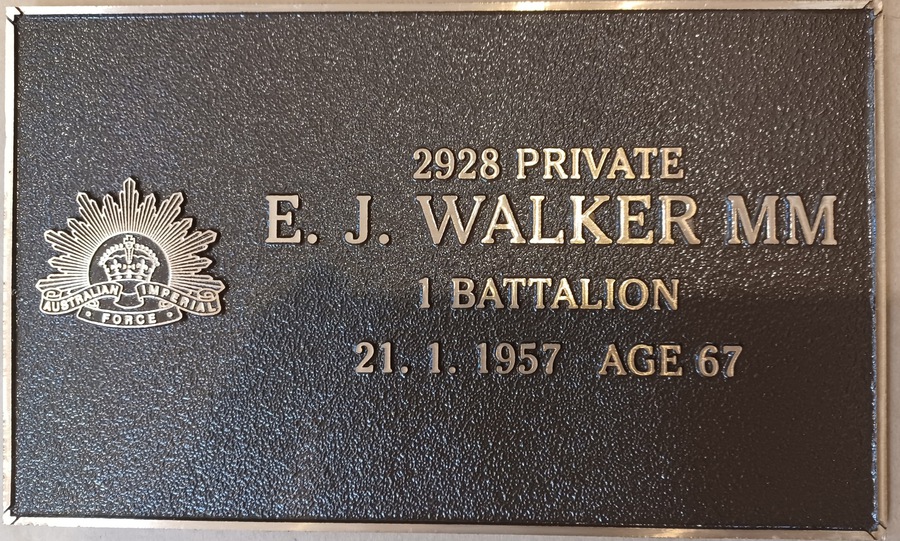 2928 PRIVATE
E. J. WALKER MM
1 BATTALION
21. 1. 1957 AGE 67
AUSTRALIAN IMPERIAL
FORCE